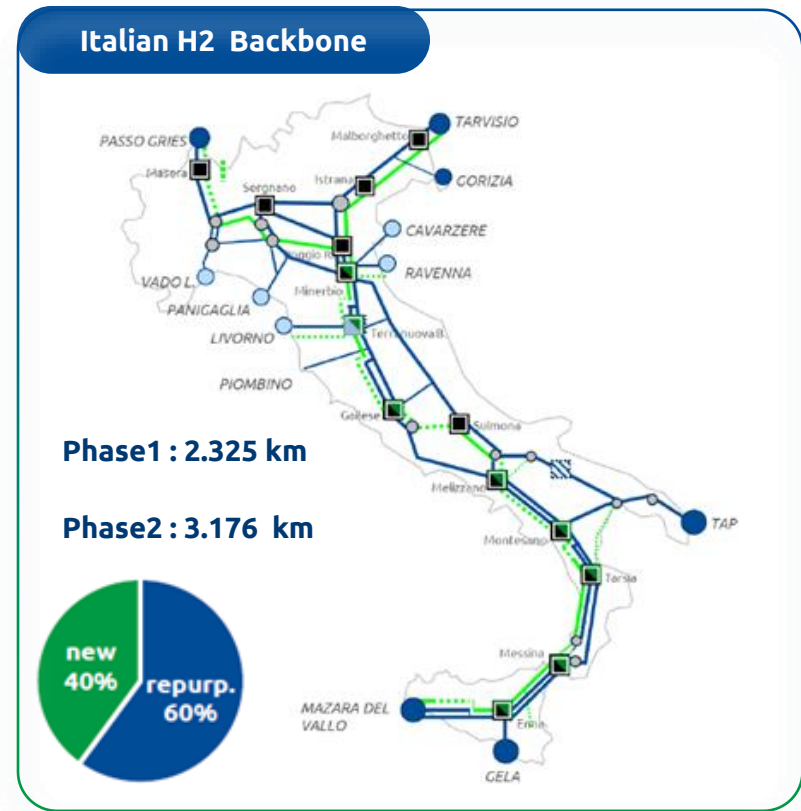 Italian H2 Backbone
TARVISIO
Malborghetto
PASSO GRIES
Masera
Istrana
GORIZIA
Sergnano
CAVARZERE
Poggio R.
RAVENNA
VADO L.
Minerbio
PANIGAGLIA
LIVORNO
Terranuova B.
PIOMBINO
Gallese
Sulmona
Phase1 : 2.325 km
Melizzano
Phase2 : 3.176 km
TAP
Montesano
Tarsia
new
40%
repurp.
60%
Messina
MAZARA DEL
VALLO
Enna
GELA